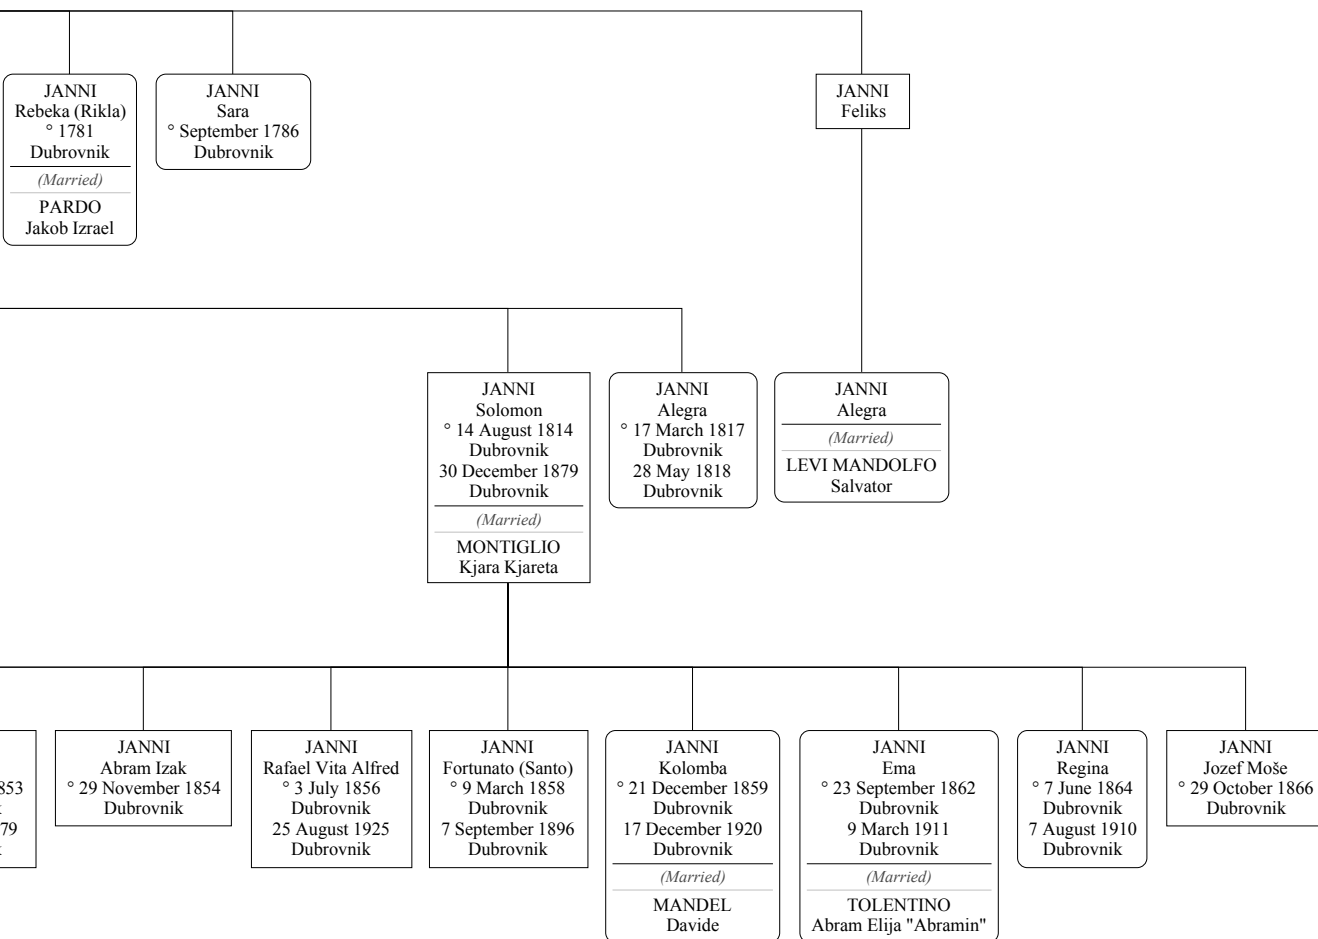 JANNI
Rebeka (Rikla)
° 1781
Dubrovnik
(Married)
PARDO
Jakob Izrael
JANNI
Sara
° September 1786
Dubrovnik
JANNI
Feliks
JANNI
Solomon
° 14 August 1814
Dubrovnik
30 December 1879
Dubrovnik
(Married)
MONTIGLIO
Kjara Kjareta
JANNI
Alegra
° 17 March 1817
Dubrovnik
28 May 1818
Dubrovnik
JANNI
Alegra
(Married)
LEVI MANDOLFO
Salvator
853
79
JANNI
Abram Izak
° 29 November 1854
Dubrovnik
JANNI
Rafael Vita Alfred
° 3 July 1856
Dubrovnik
25 August 1925
Dubrovnik
JANNI
Fortunato (Santo)
° 9 March 1858
Dubrovnik
7 September 1896
Dubrovnik
JANNI
Kolomba
° 21 December 1859
Dubrovnik
17 December 1920
Dubrovnik
(Married)
MANDEL
Davide
JANNI
Ema
° 23 September 1862
Dubrovnik
9 March 1911
Dubrovnik
(Married)
TOLENTINO
Abram Elija "Abramin"
JANNI
Regina
° 7 June 1864
Dubrovnik
7 August 1910
Dubrovnik
JANNI
Jozef Moše
° 29 October 1866
Dubrovnik